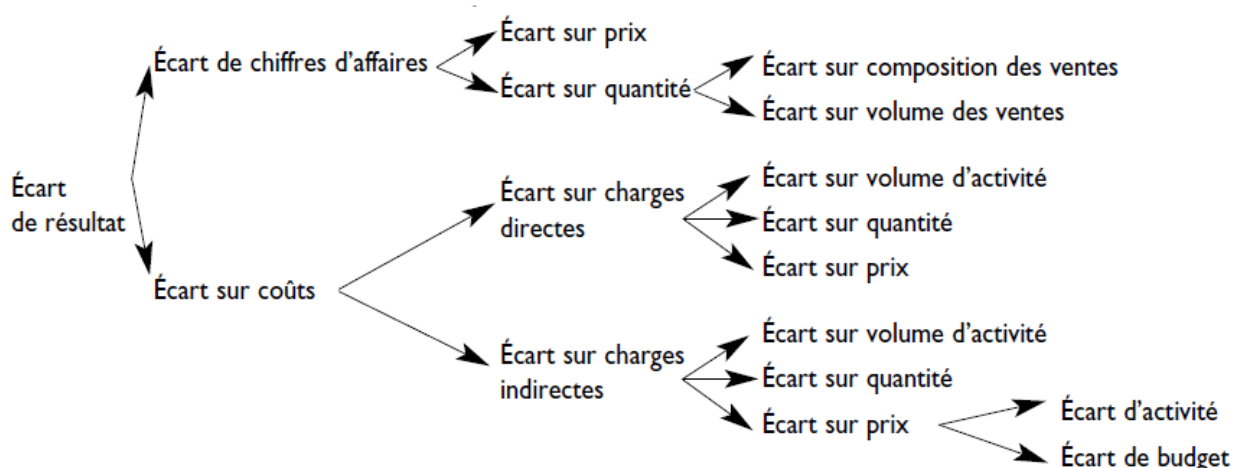 Écart sur prix
Écart de chiffres d'affaires
Écart sur quantité
Écart sur composition des ventes
Écart sur volume des ventes
Écart
de résultat
Écart sur charges
directes
Écart sur volume d'activité
Écart sur quantité
Écart sur prix
Écart sur coûts
Écart sur charges
indirectes
Écart sur volume d'activité
Écart sur quantité
Écart sur prix
Écart d'activité
Écart de budget